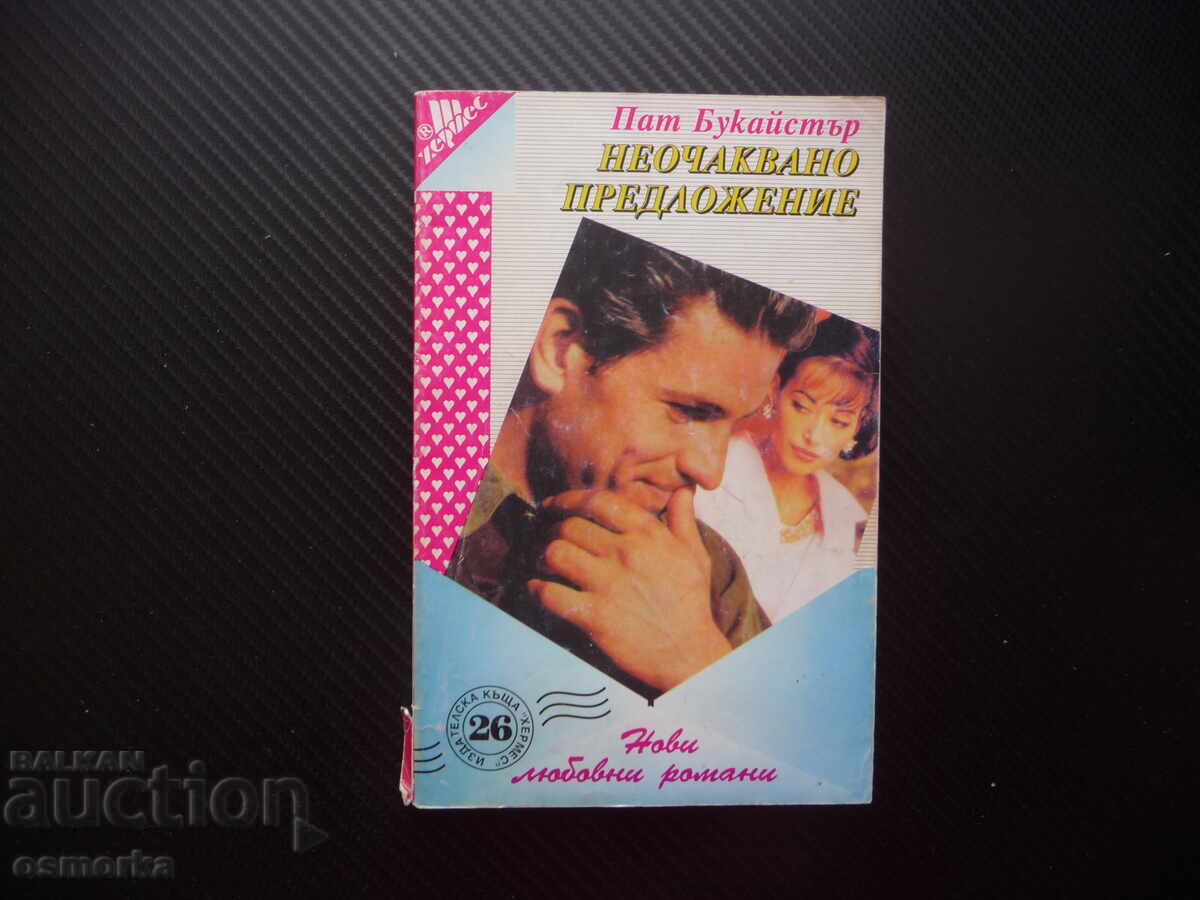 хермес
®
Пат Букайстър
НЕОЧАКВАНО
ПРЕДЛОЖЕНИЕ
ИЗДАТЕЛСКА КЪЩА "ХЕРМЕС"
26
Нови
любовни романи
BALKAN
auction
osmorka